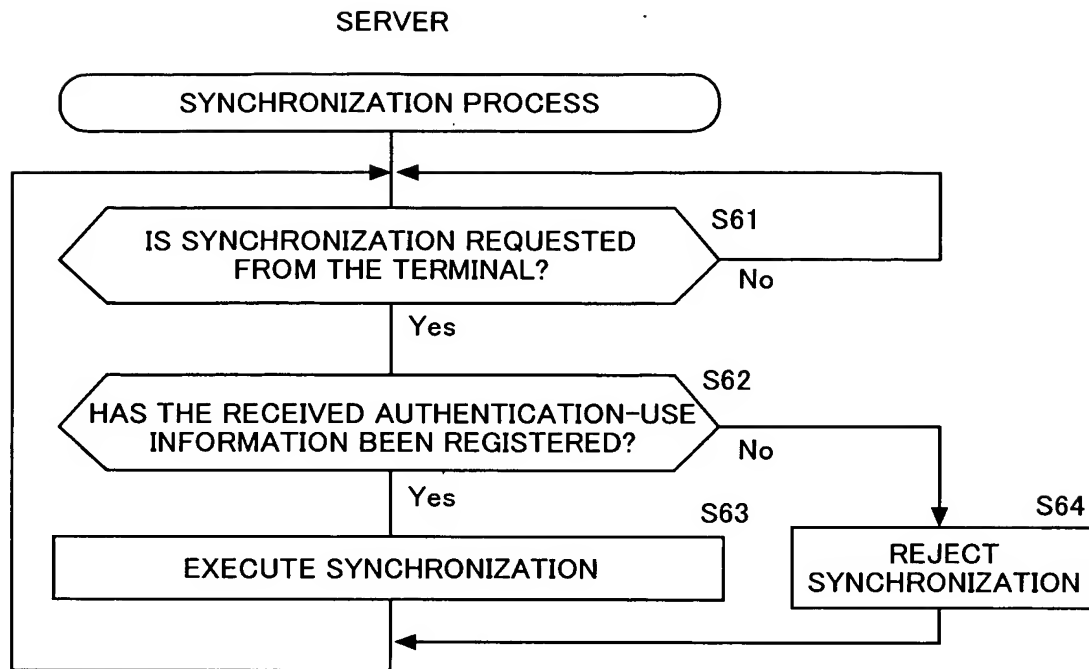 SERVER
SYNCHRONIZATION PROCESS
S61
IS SYNCHRONIZATION REQUESTED
FROM THE TERMINAL?
No
Yes
S62
HAS THE RECEIVED AUTHENTICATION-USE
INFORMATION BEEN REGISTERED?
No
Yes
S63
EXECUTE SYNCHRONIZATION
S64
REJECT
SYNCHRONIZATION